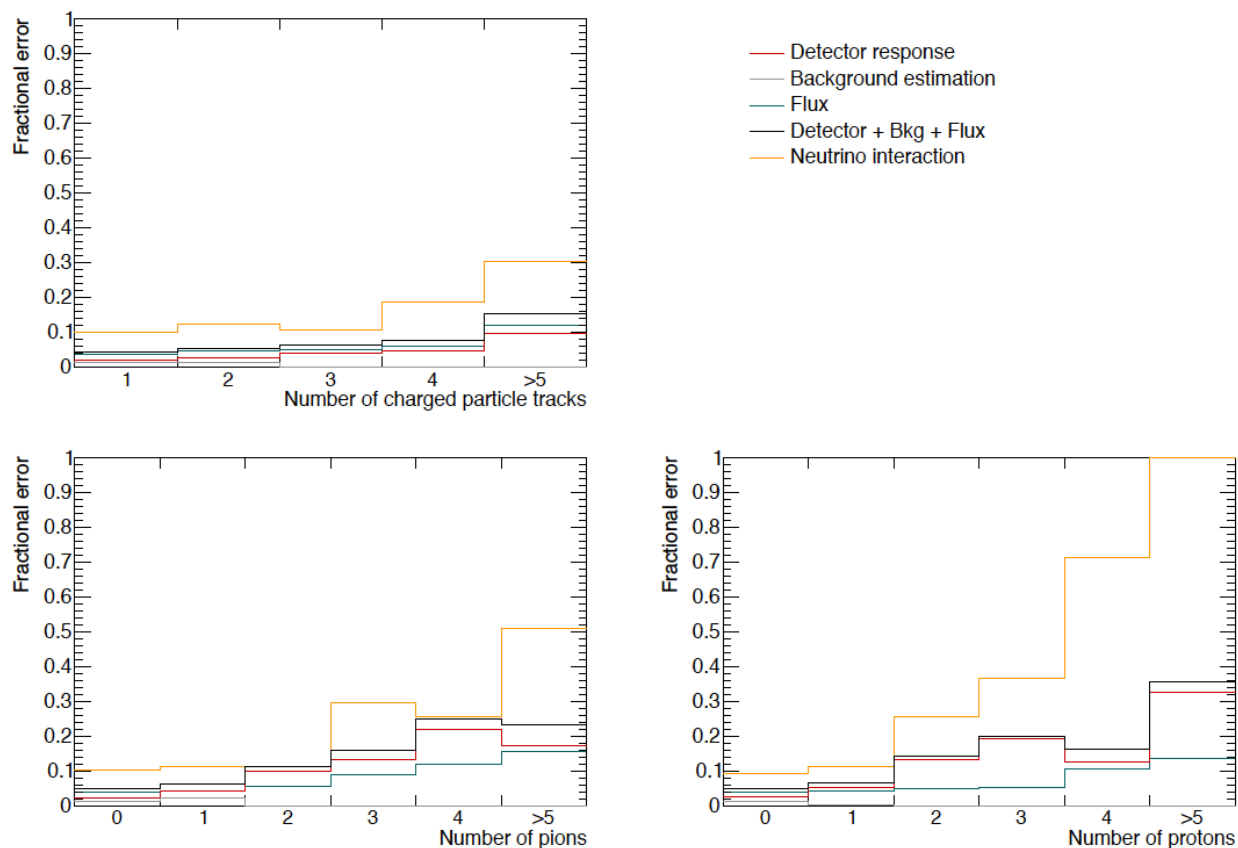 1
0.9
0.8
0.7
0.6
0.5
0.4
0.3
0.2
0.1
0
Fractional error
1 2 3 4 >5
Number of charged particle tracks
Detector response
Background estimation
Flux
Detector + Bkg + Flux
Neutrino interaction
1
0.9
0.8
0.7
0.6
0.5
0.4
0.3
0.2
0.1
0
Fractional error
0 1 2 3 4 >5
Number of pions
1
0.9
0.8
0.7
0.6
0.5
0.4
0.3
0.2
0.1
0
Fractional error
0 1 2 3 4 >5
Number of protons